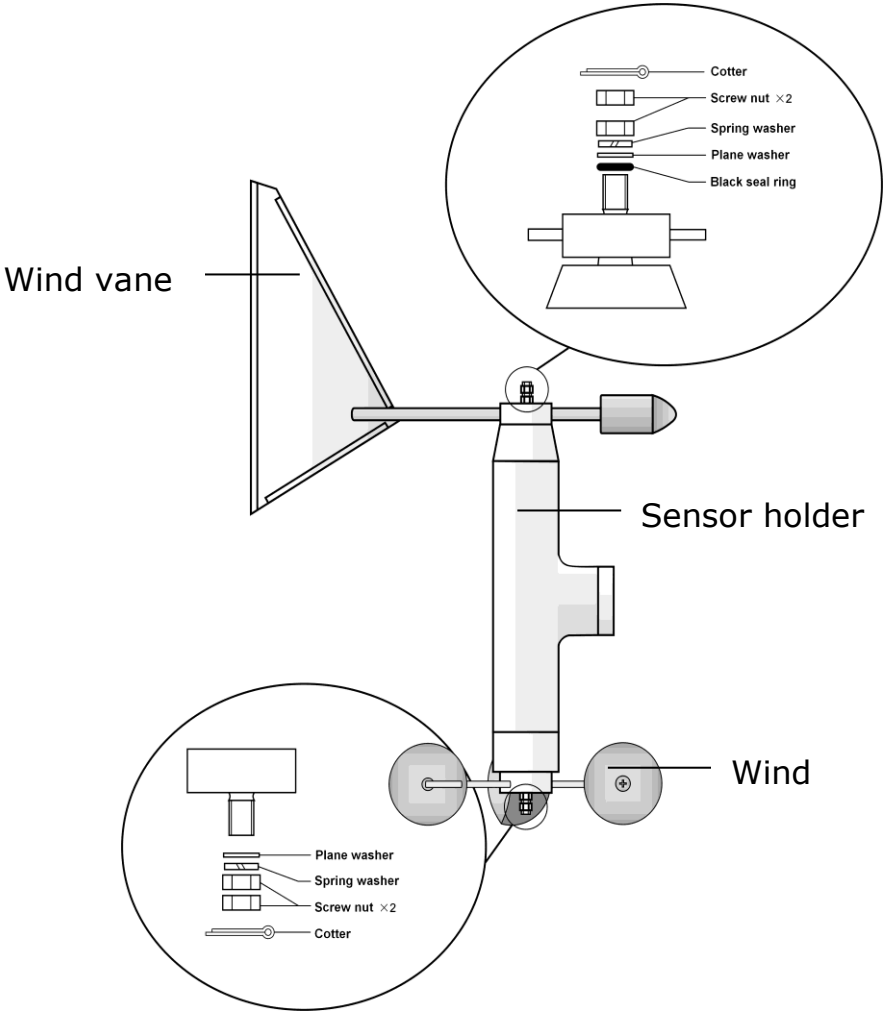 Cotter
Screw nut ×2
Spring washer
Plane washer
Black seal ring
Wind vane
Sensor holder
Wind
Plane washer
Spring washer
Screw nut ×2
Cotter